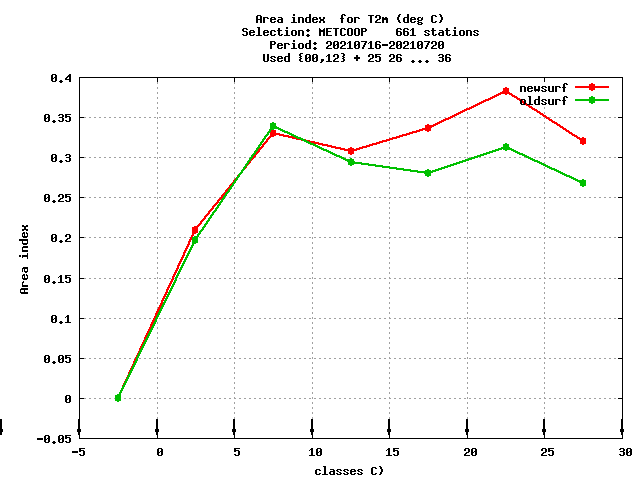 Area index  for T2m (deg C)
Selection: METCOOP    661 stations
Period: 20210716-20210720
Used {00,12} + 25 26 ... 36
newsurf
oldsurf
0.4
0.35
0.3
0.25
0.2
0.15
0.1
0.05
0
-0.05
Area index
-5 0 5 10 15 20 25 30
classes C)